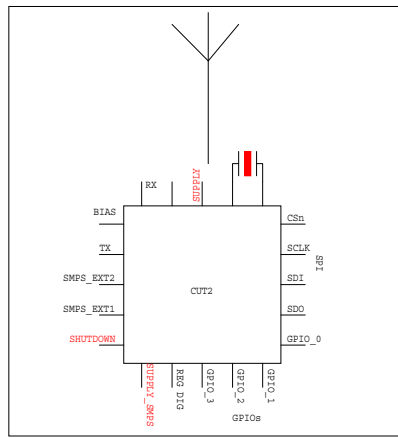 SUPPLY
RX
BIAS
CSn
TX
SCLK
SPI
SMPS_EXT2
SDI
CUT2
SMPS_EXT1
SDO
SHUTDOWN
GPIO_0
SUPPLY_SMPS
REG DIG
GPIO_3
GPIO_2
GPIO_1
GPIOs